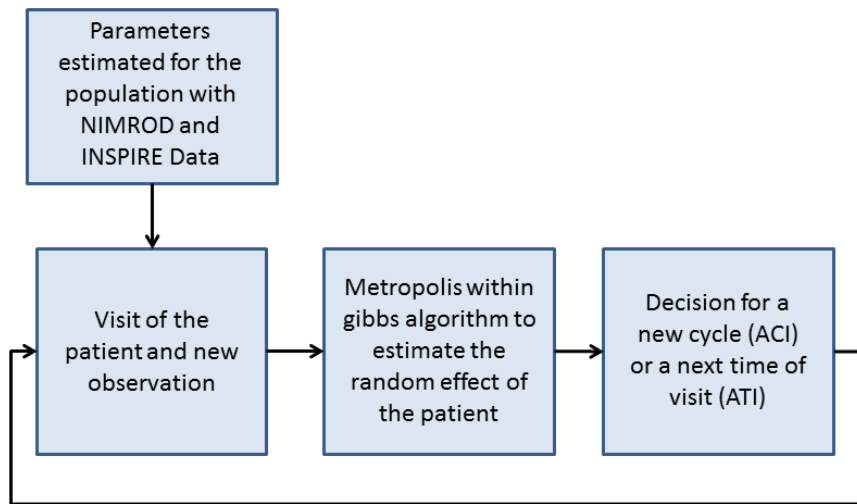 Parameters
estimated for the
population with
NIMROD and
INSPIRE Data
Visit of the
patient and new
observation
Metropolis within
gibbs algorithm to
estimate the
random effect of
the patient
Decision for a
new cycle (ACI)
or a next time of
visit (ATI)